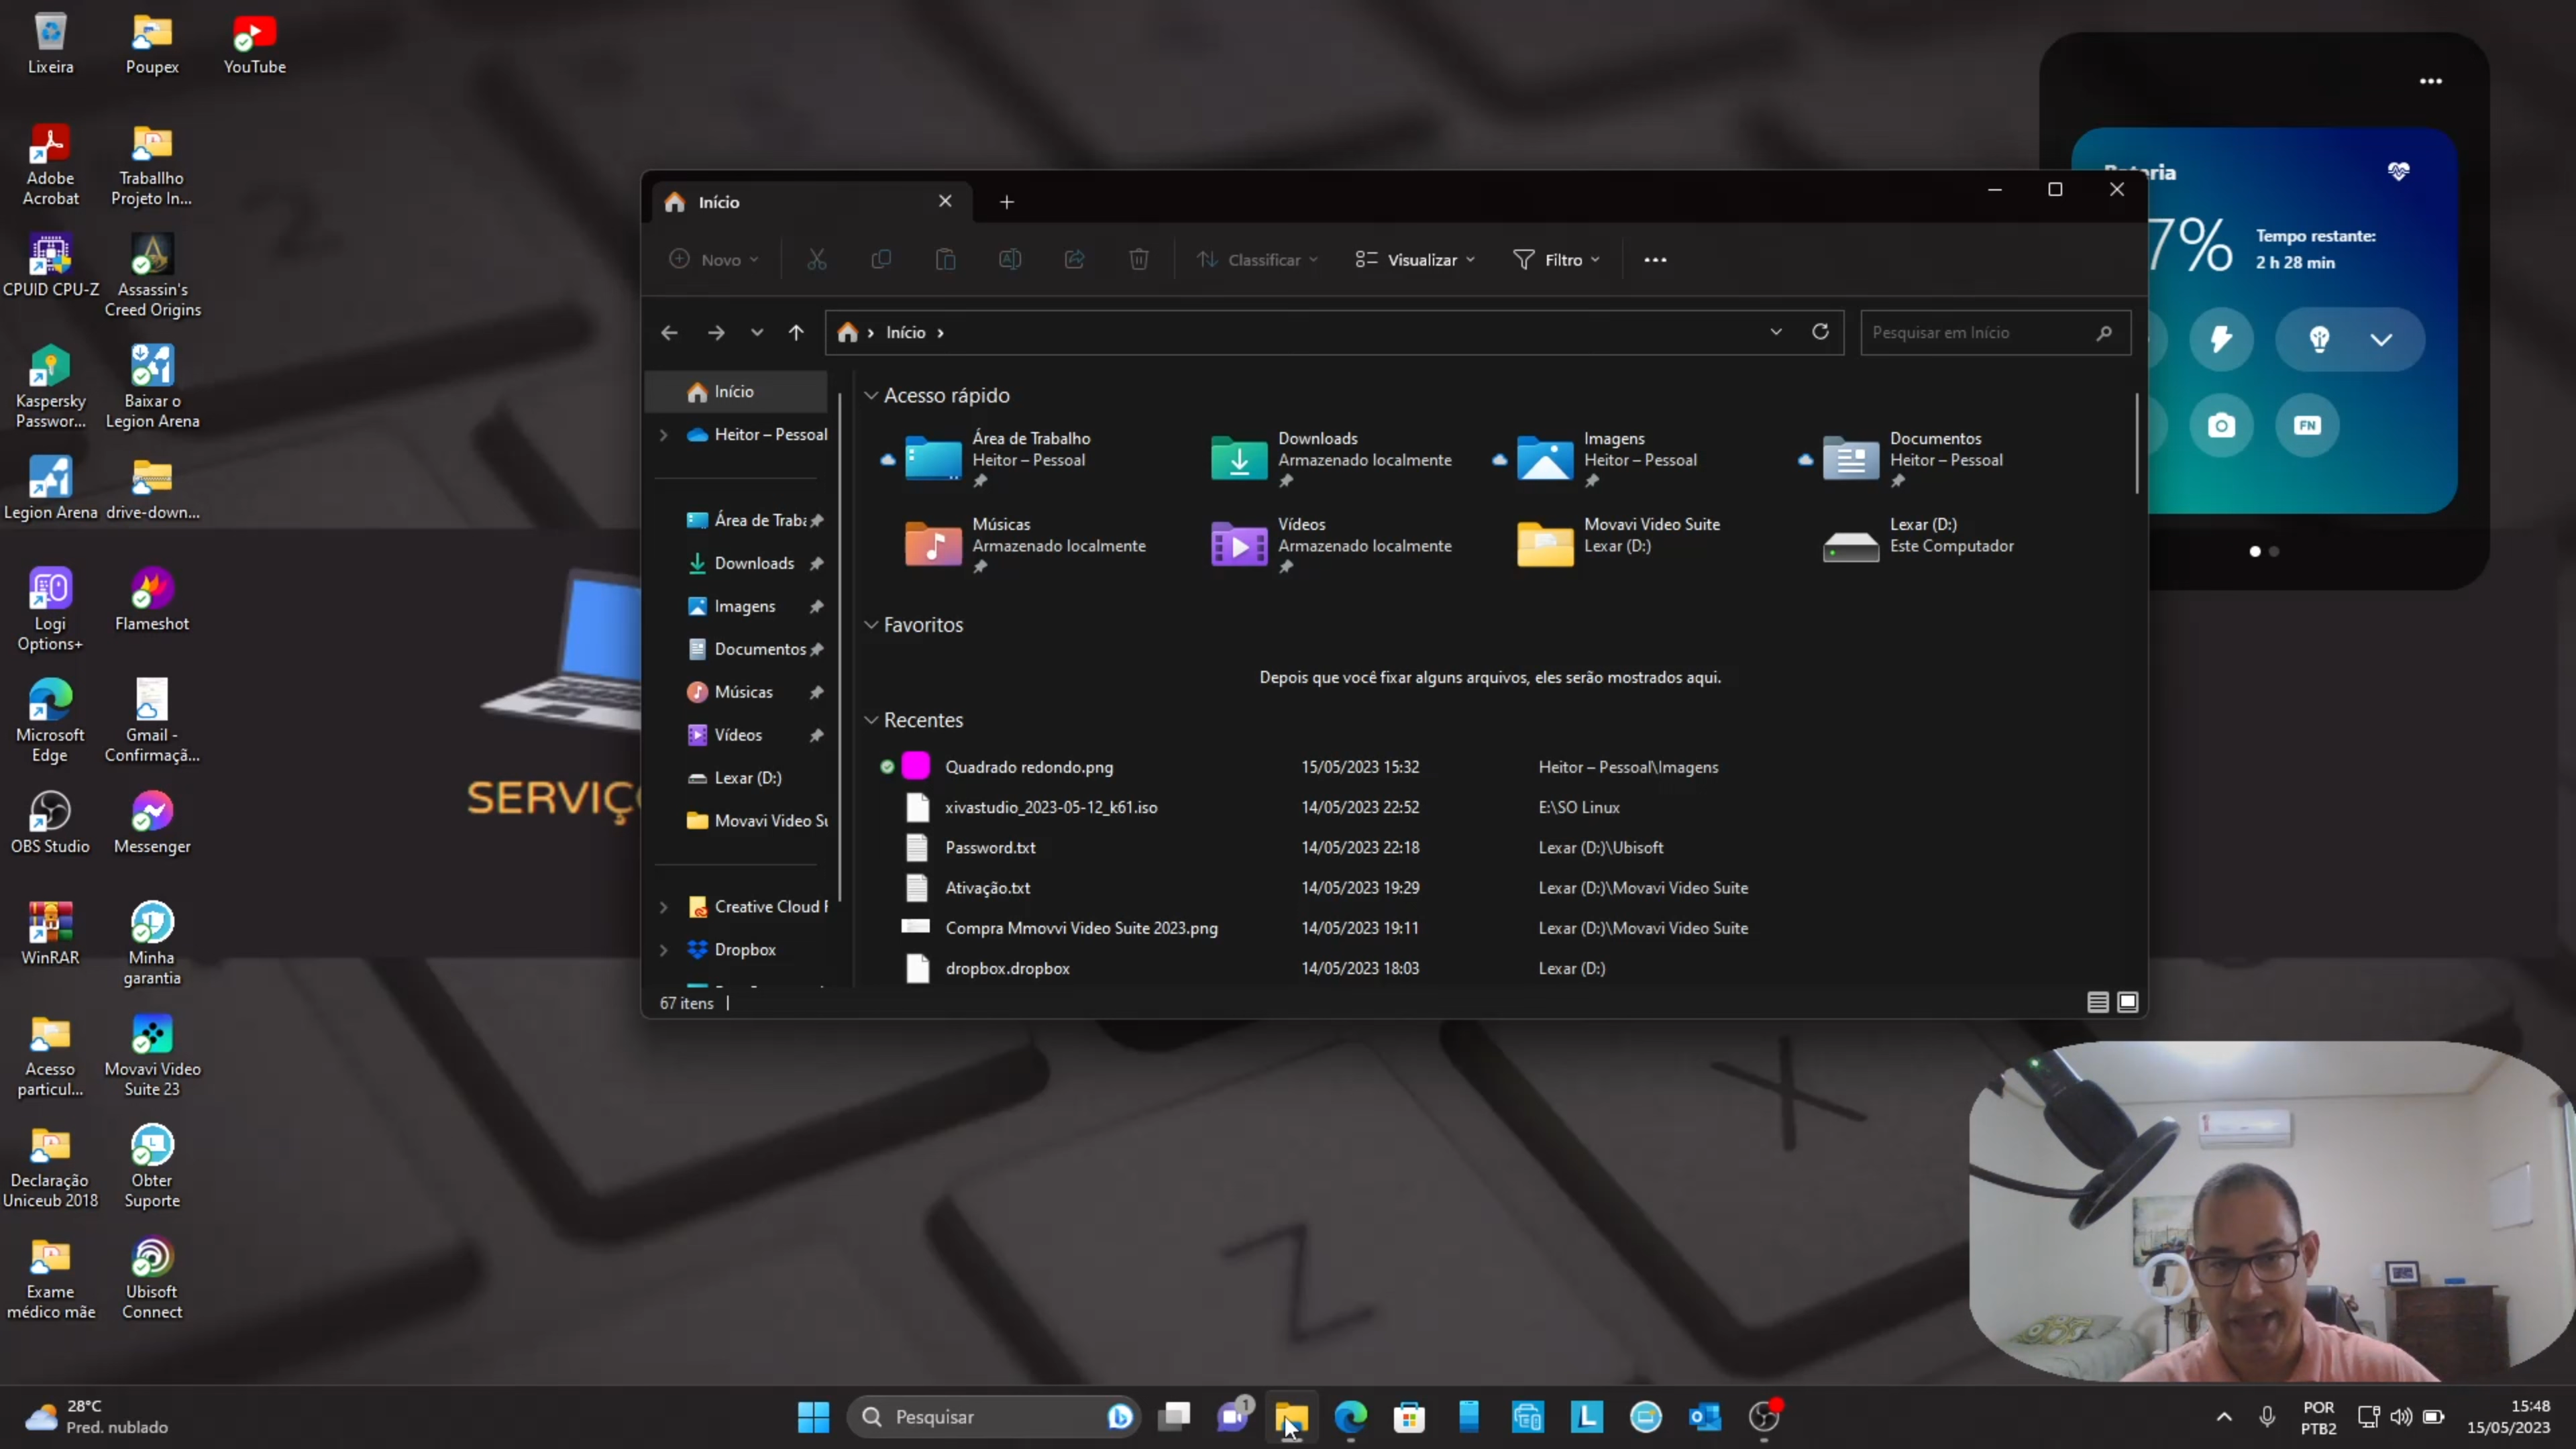 Lixeira
Poupex
YouTube
Adobe
Acrobat
Traballho
Projeto In...
CPUID CPU-Z
Assassin's
Creed Origins
Kaspersky
Passwor...
Baixar o
Legion Arena
Legion Arena
drive-down...
Logi
Options+
Flameshot
Microsoft
Edge
Gmail -
Confirmaçã...
OBS Studio
Messenger
WinRAR
Minha
garantia
Acesso
particul...
Movavi Video
Suite 23
Declaração
Uniceub 2018
Obter
Suporte
Exame
médico mãe
Ubisoft
Connect
SERVIÇ
Início
Novo
Classificar
Visualizar
Filtro
Início
Pesquisar em Início
Início
Heitor – Pessoal
Área de Traba
Downloads
Imagens
Documentos
Músicas
Vídeos
Lexar (D:)
Movavi Video Su
Creative Cloud F
Dropbox
Acesso rápido
Área de Trabalho
Heitor – Pessoal
Downloads
Armazenado localmente
Imagens
Heitor – Pessoal
Documentos
Heitor – Pessoal
Músicas
Armazenado localmente
Vídeos
Armazenado localmente
Movavi Video Suite
Lexar (D:)
Lexar (D:)
Este Computador
Favoritos
Depois que você fixar alguns arquivos, eles serão mostrados aqui.
Recentes
Quadrado redondo.png 15/05/2023 15:32 Heitor – Pessoal\Imagens
xivastudio_2023-05-12_k61.iso 14/05/2023 22:52 E:\SO Linux
Password.txt 14/05/2023 22:18 Lexar (D:)\Ubisoft
Ativação.txt 14/05/2023 19:29 Lexar (D:)\Movavi Video Suite
Compra Mmovvi Video Suite 2023.png 14/05/2023 19:11 Lexar (D:)\Movavi Video Suite
dropbox.dropbox 14/05/2023 18:03 Lexar (D:)
67 itens
7%
Tempo restante:
2 h 28 min
FN
28°C
Pred. nublado
Pesquisar
1
L
POR
PTB2
15:48
15/05/2023